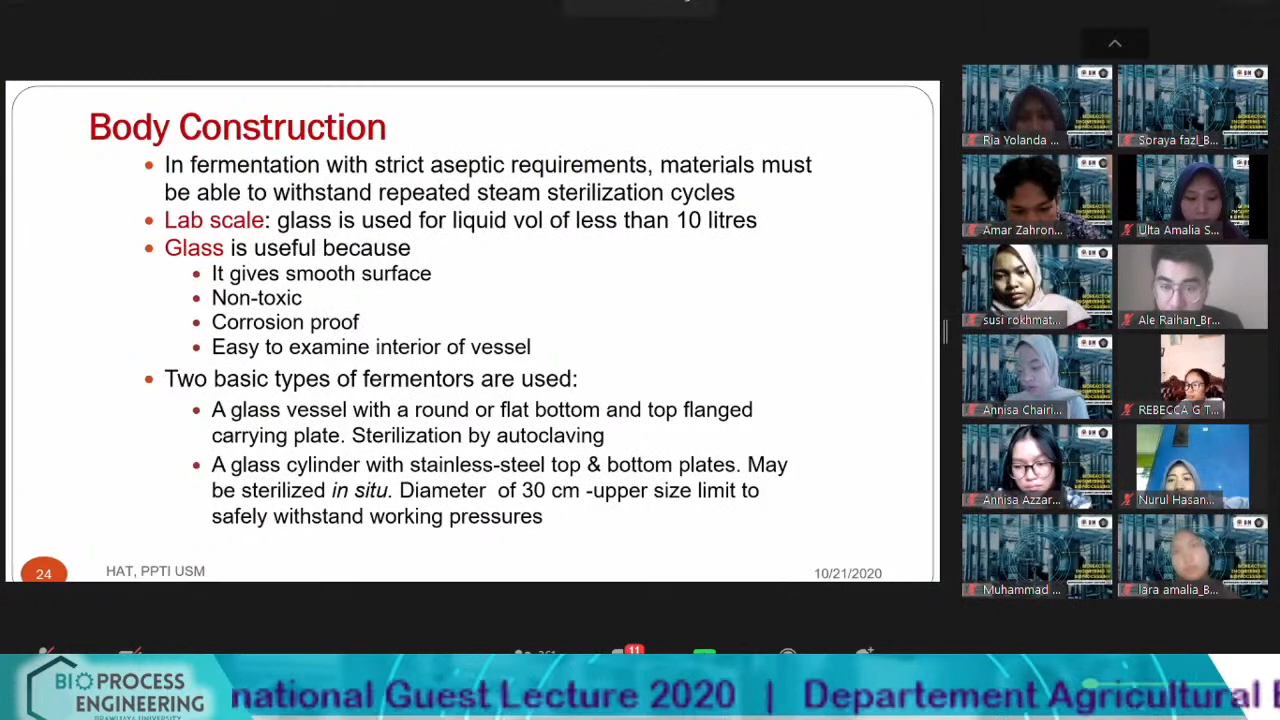 Body Construction
In fermentation with strict aseptic requirements, materials must
be able to withstand repeated steam sterilization cycles
Lab scale: glass is used for liquid vol of less than 10 litres
Glass is useful because
It gives smooth surface
Non-toxic
Corrosion proof
Easy to examine interior of vessel
Two basic types of fermentors are used:
A glass vessel with a round or flat bottom and top flanged
carrying plate. Sterilization by autoclaving
A glass cylinder with stainless-steel top & bottom plates. May
be sterilized in situ. Diameter of 30 cm -upper size limit to
safely withstand working pressures
24
HAT, PPTI USM
10/21/2020
Ria Yolanda ...
Soraya fazl_B...
Amar Zahron...
Ulta Amalia S...
susi rokhmat...
Ale Raihan_Br...
Annisa Chairi...
REBECCA G T...
Annisa Azzar...
Nurul Hasan...
Muhammad ...
lara amalia_B...
11
BIOPROCESS
ENGINEERING
BRAWIJAYA UNIVERSITY
national Guest Lecture 2020 | Departement Agricultural E